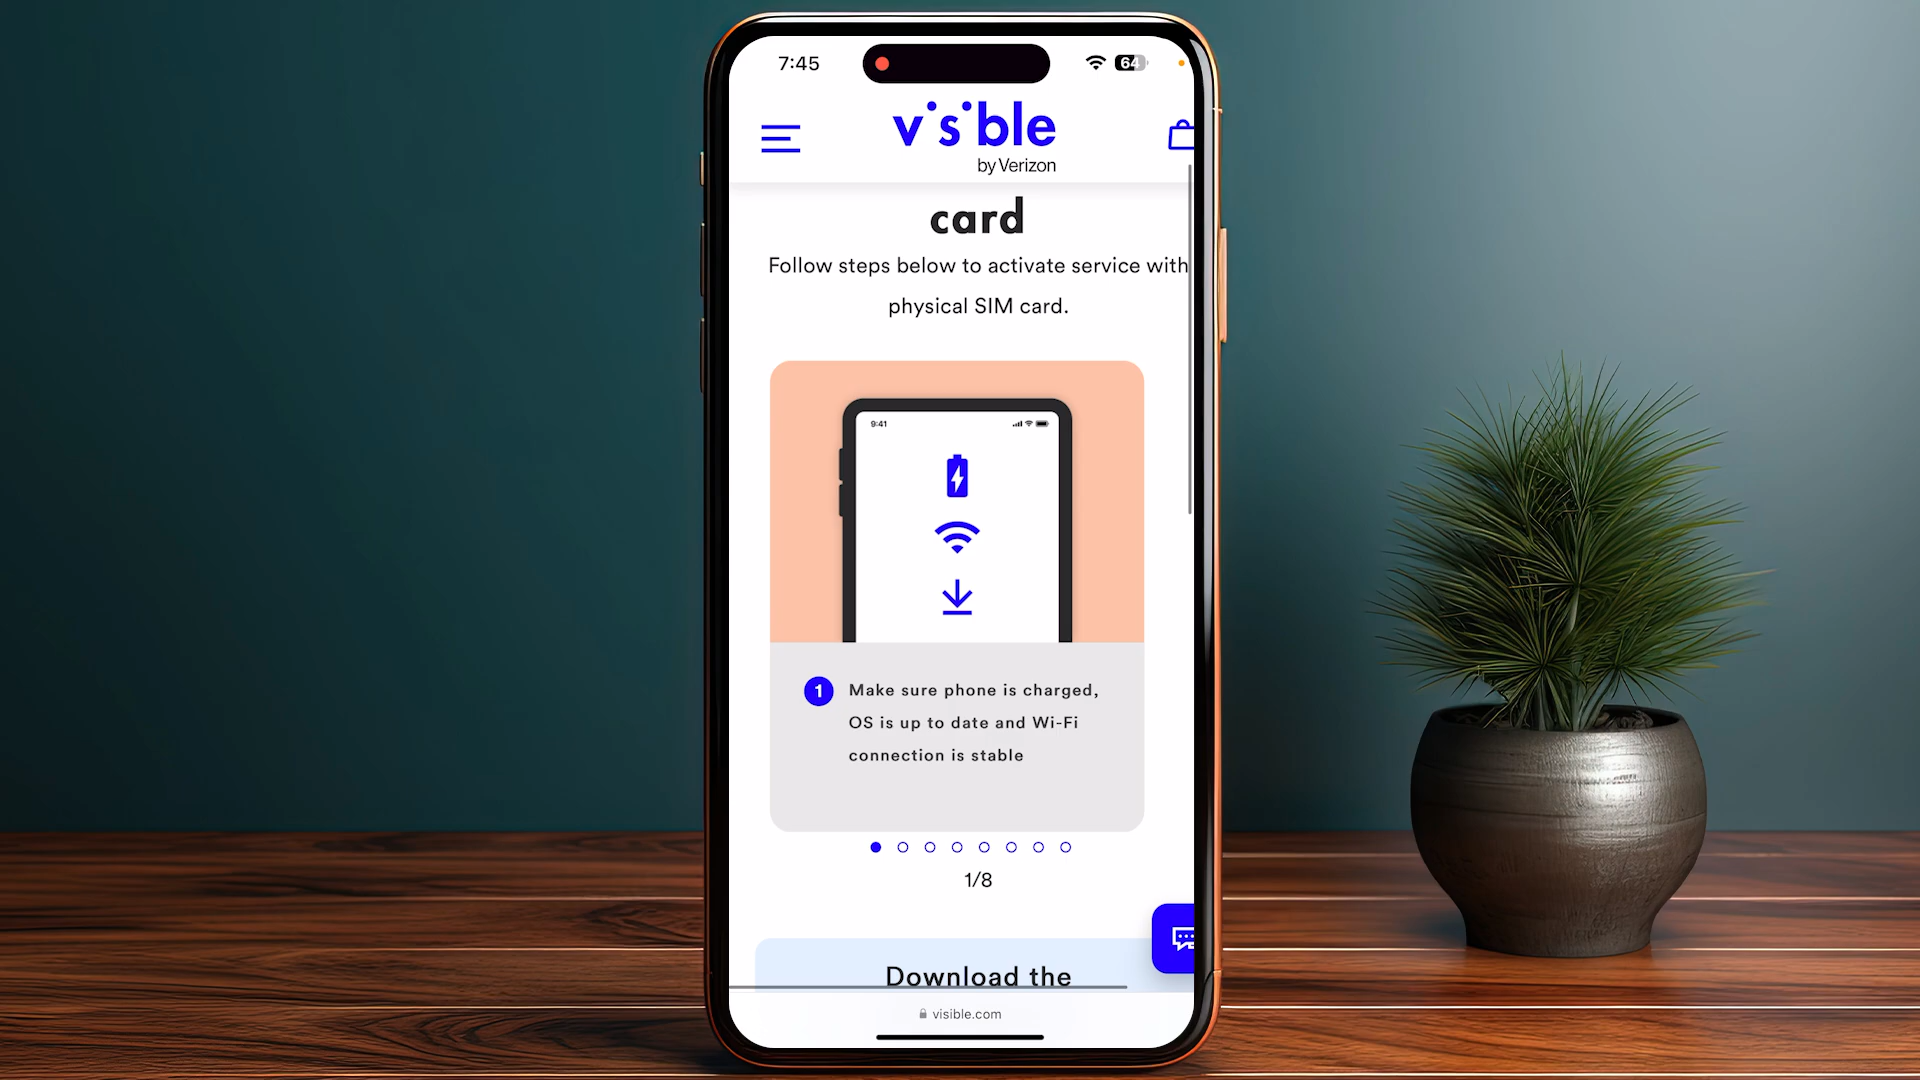 7:45
64
visible
by Verizon
card
Follow steps below to activate service with
physical SIM card.
9:41
1 Make sure phone is charged,
OS is up to date and Wi-Fi
connection is stable
1/8
Download the
visible.com